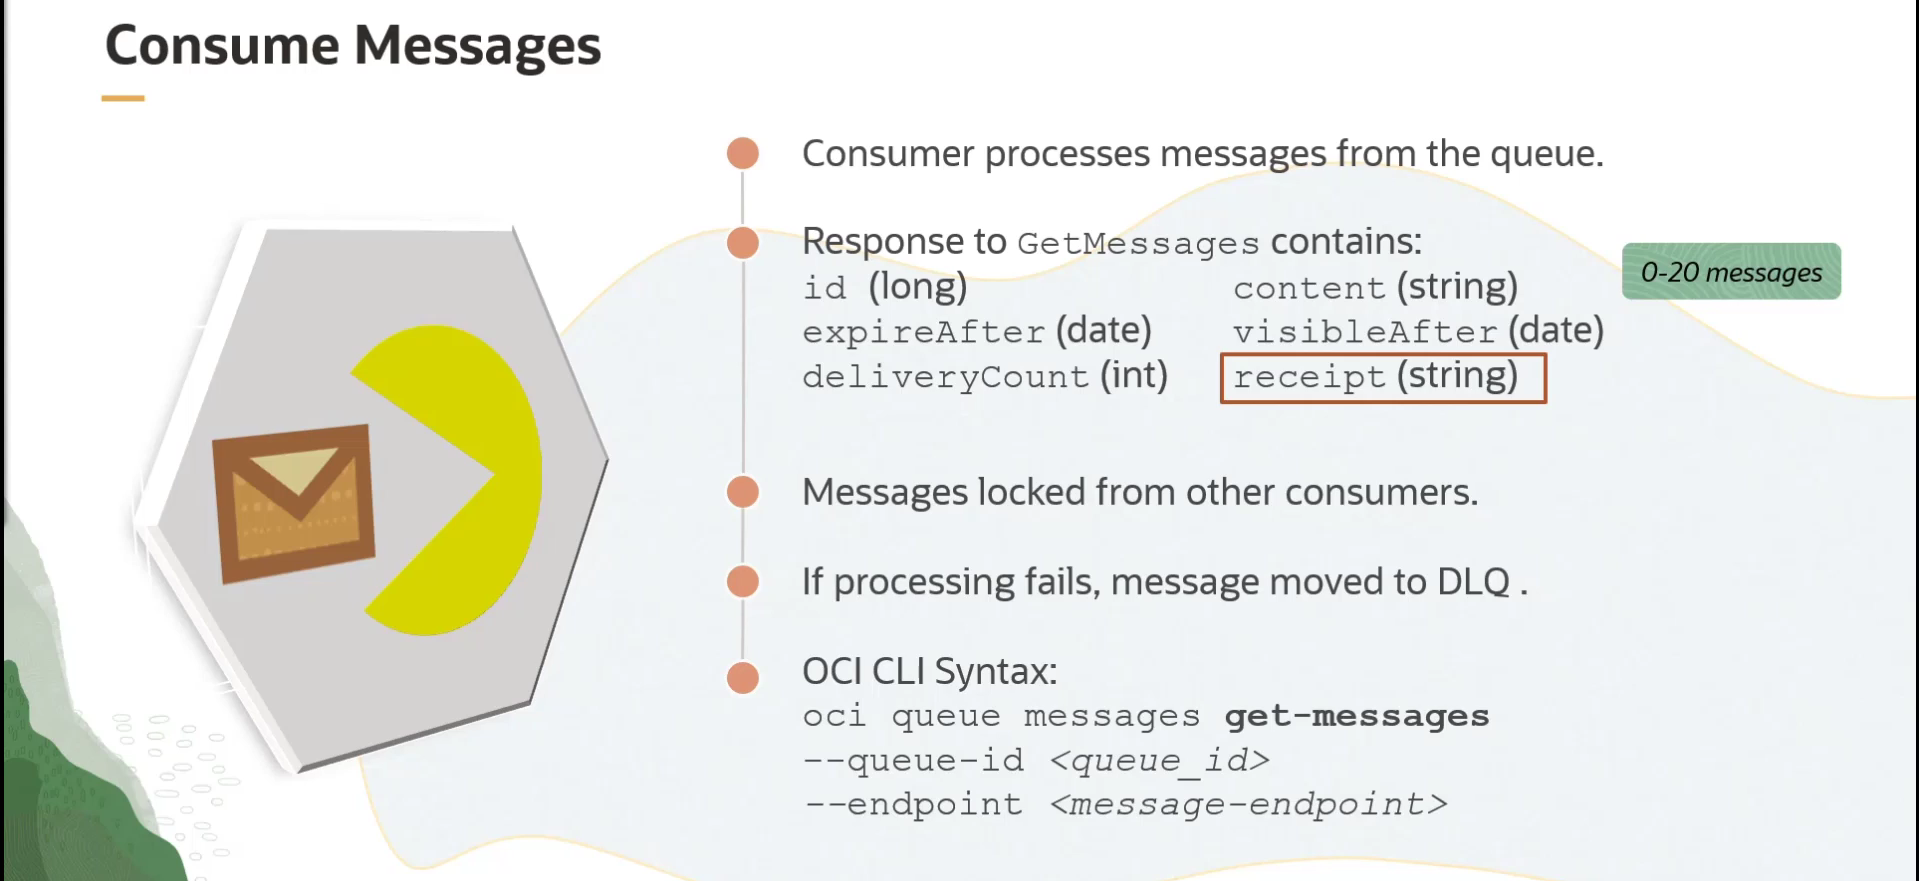 Consume Messages
Consumer processes messages from the queue.
Response to GetMessages contains:
0-20 messages
id (long) content (string)
expireAfter (date) visibleAfter (date)
deliveryCount (int) receipt (string)
Messages locked from other consumers.
If processing fails, message moved to DLQ .
OCI CLI Syntax:
oci queue messages get-messages
--queue-id <queue_id>
--endpoint <message-endpoint>